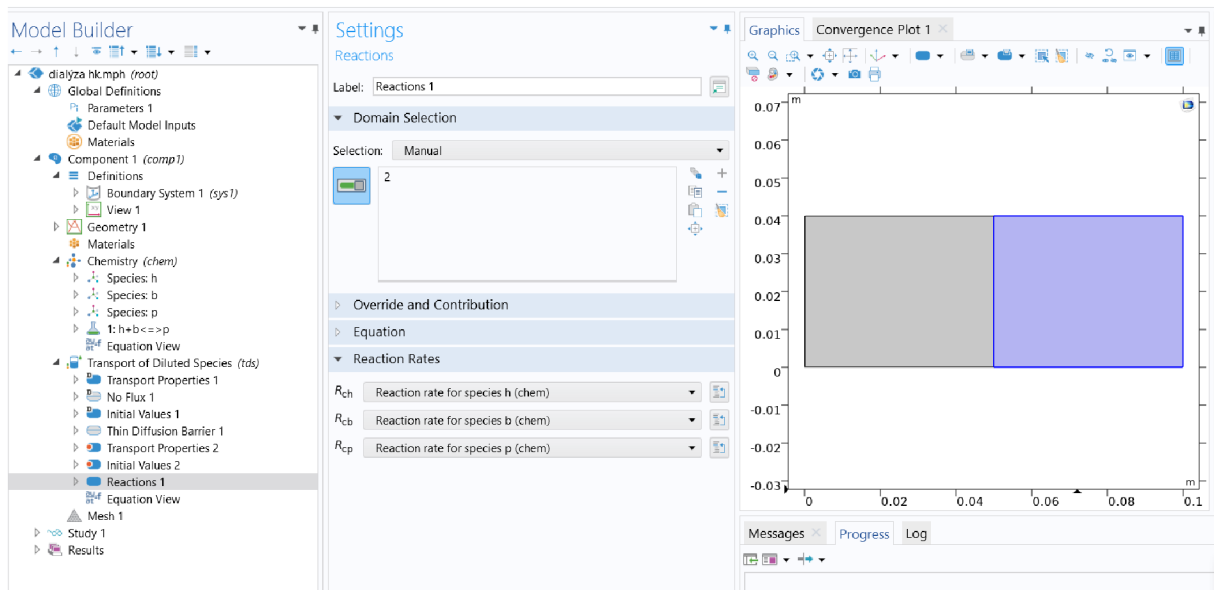 Model Builder
dialýza hk.mph (root)
Global Definitions
Pi Parameters 1
Default Model Inputs
Materials
Component 1 (comp1)
Definitions
Boundary System 1 (sys1)
View 1
Geometry 1
Materials
Chemistry (chem)
Species: h
Species: b
Species: p
1: h+b<=>p
Equation View
Transport of Diluted Species (tds)
Transport Properties 1
No Flux 1
Initial Values 1
Thin Diffusion Barrier 1
Transport Properties 2
Initial Values 2
Reactions 1
Equation View
Mesh 1
Study 1
Results
Settings
Reactions
Label: Reactions 1
Domain Selection
Selection: Manual
2
Override and Contribution
Equation
Reaction Rates
Rch Reaction rate for species h (chem)
Rcb Reaction rate for species b (chem)
Rcp Reaction rate for species p (chem)
Graphics Convergence Plot 1
m
0.07
0.06
0.05
0.04
0.03
0.02
0.01
0
-0.01
-0.02
-0.03
m
0 0.02 0.04 0.06 0.08 0.1
Messages Progress Log